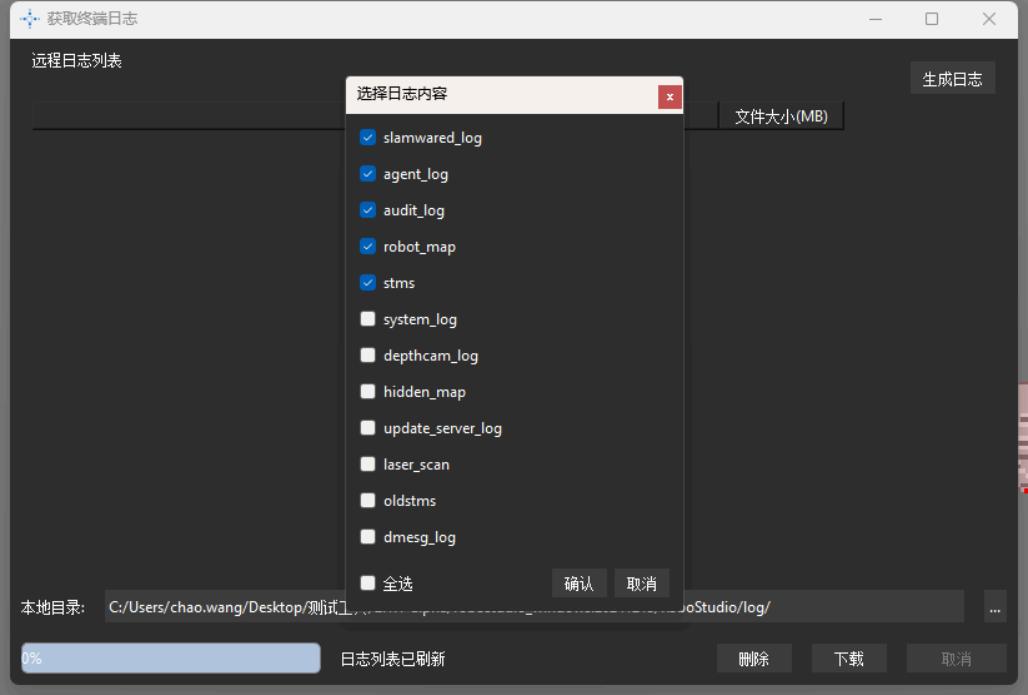 获取终端日志
远程日志列表
生成日志
文件大小(MB)
选择日志内容
x
slamwared_log
agent_log
audit_log
robot_map
stms
system_log
depthcam_log
hidden_map
update_server_log
laser_scan
oldstms
dmesg_log
全选
确认
取消
本地目录:
C:/Users/chao.wang/Desktop/测试工
Studio/log/
...
0%
日志列表已刷新
删除
下载
取消